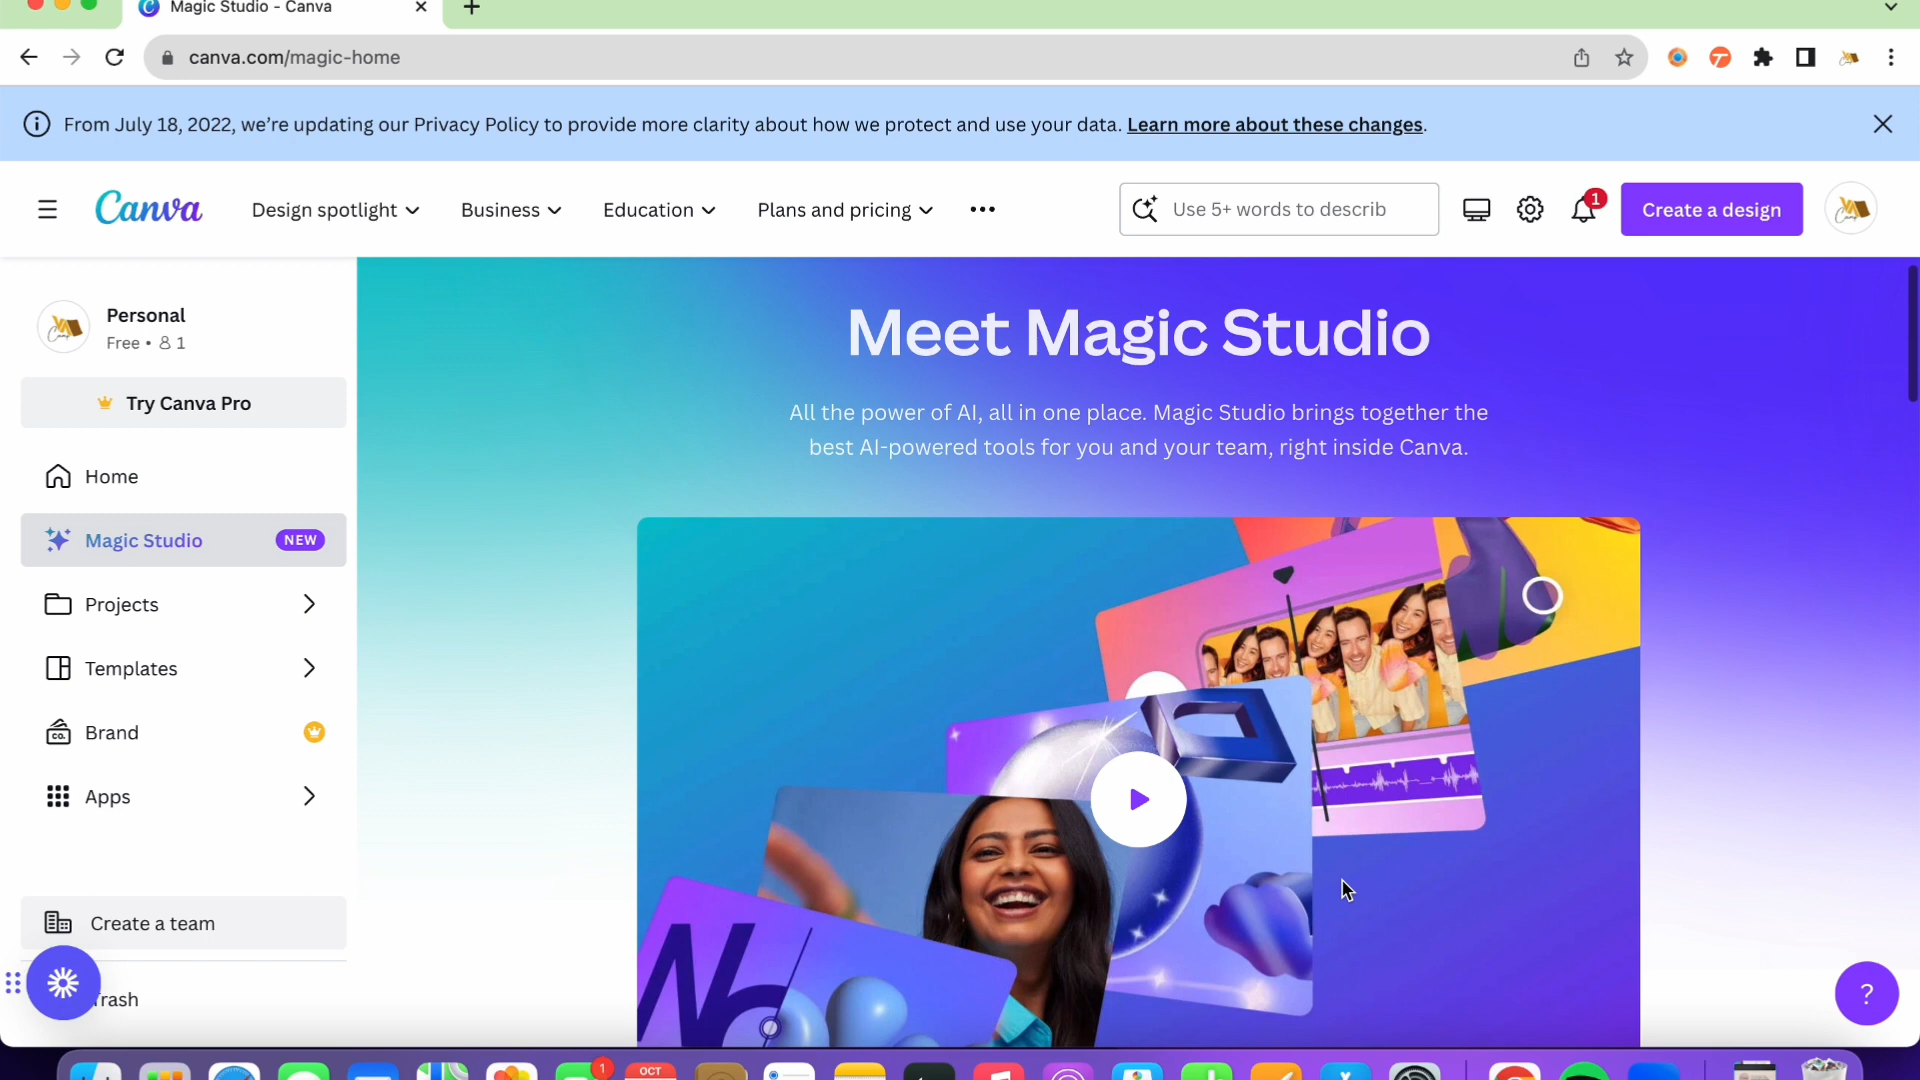 Magic Studio - Canva
canva.com/magic-home
From July 18, 2022, we’re updating our Privacy Policy to provide more clarity about how we protect and use your data. Learn more about these changes.
Canva
Design spotlight
Business
Education
Plans and pricing
Use 5+ words to describ
1
Create a design
Personal
Free • 1
Try Canva Pro
Home
Magic Studio NEW
Projects
Templates
Brand
Apps
Create a team
Trash
Meet Magic Studio
All the power of AI, all in one place. Magic Studio brings together the
best AI-powered tools for you and your team, right inside Canva.
CO.
?
1
OCT